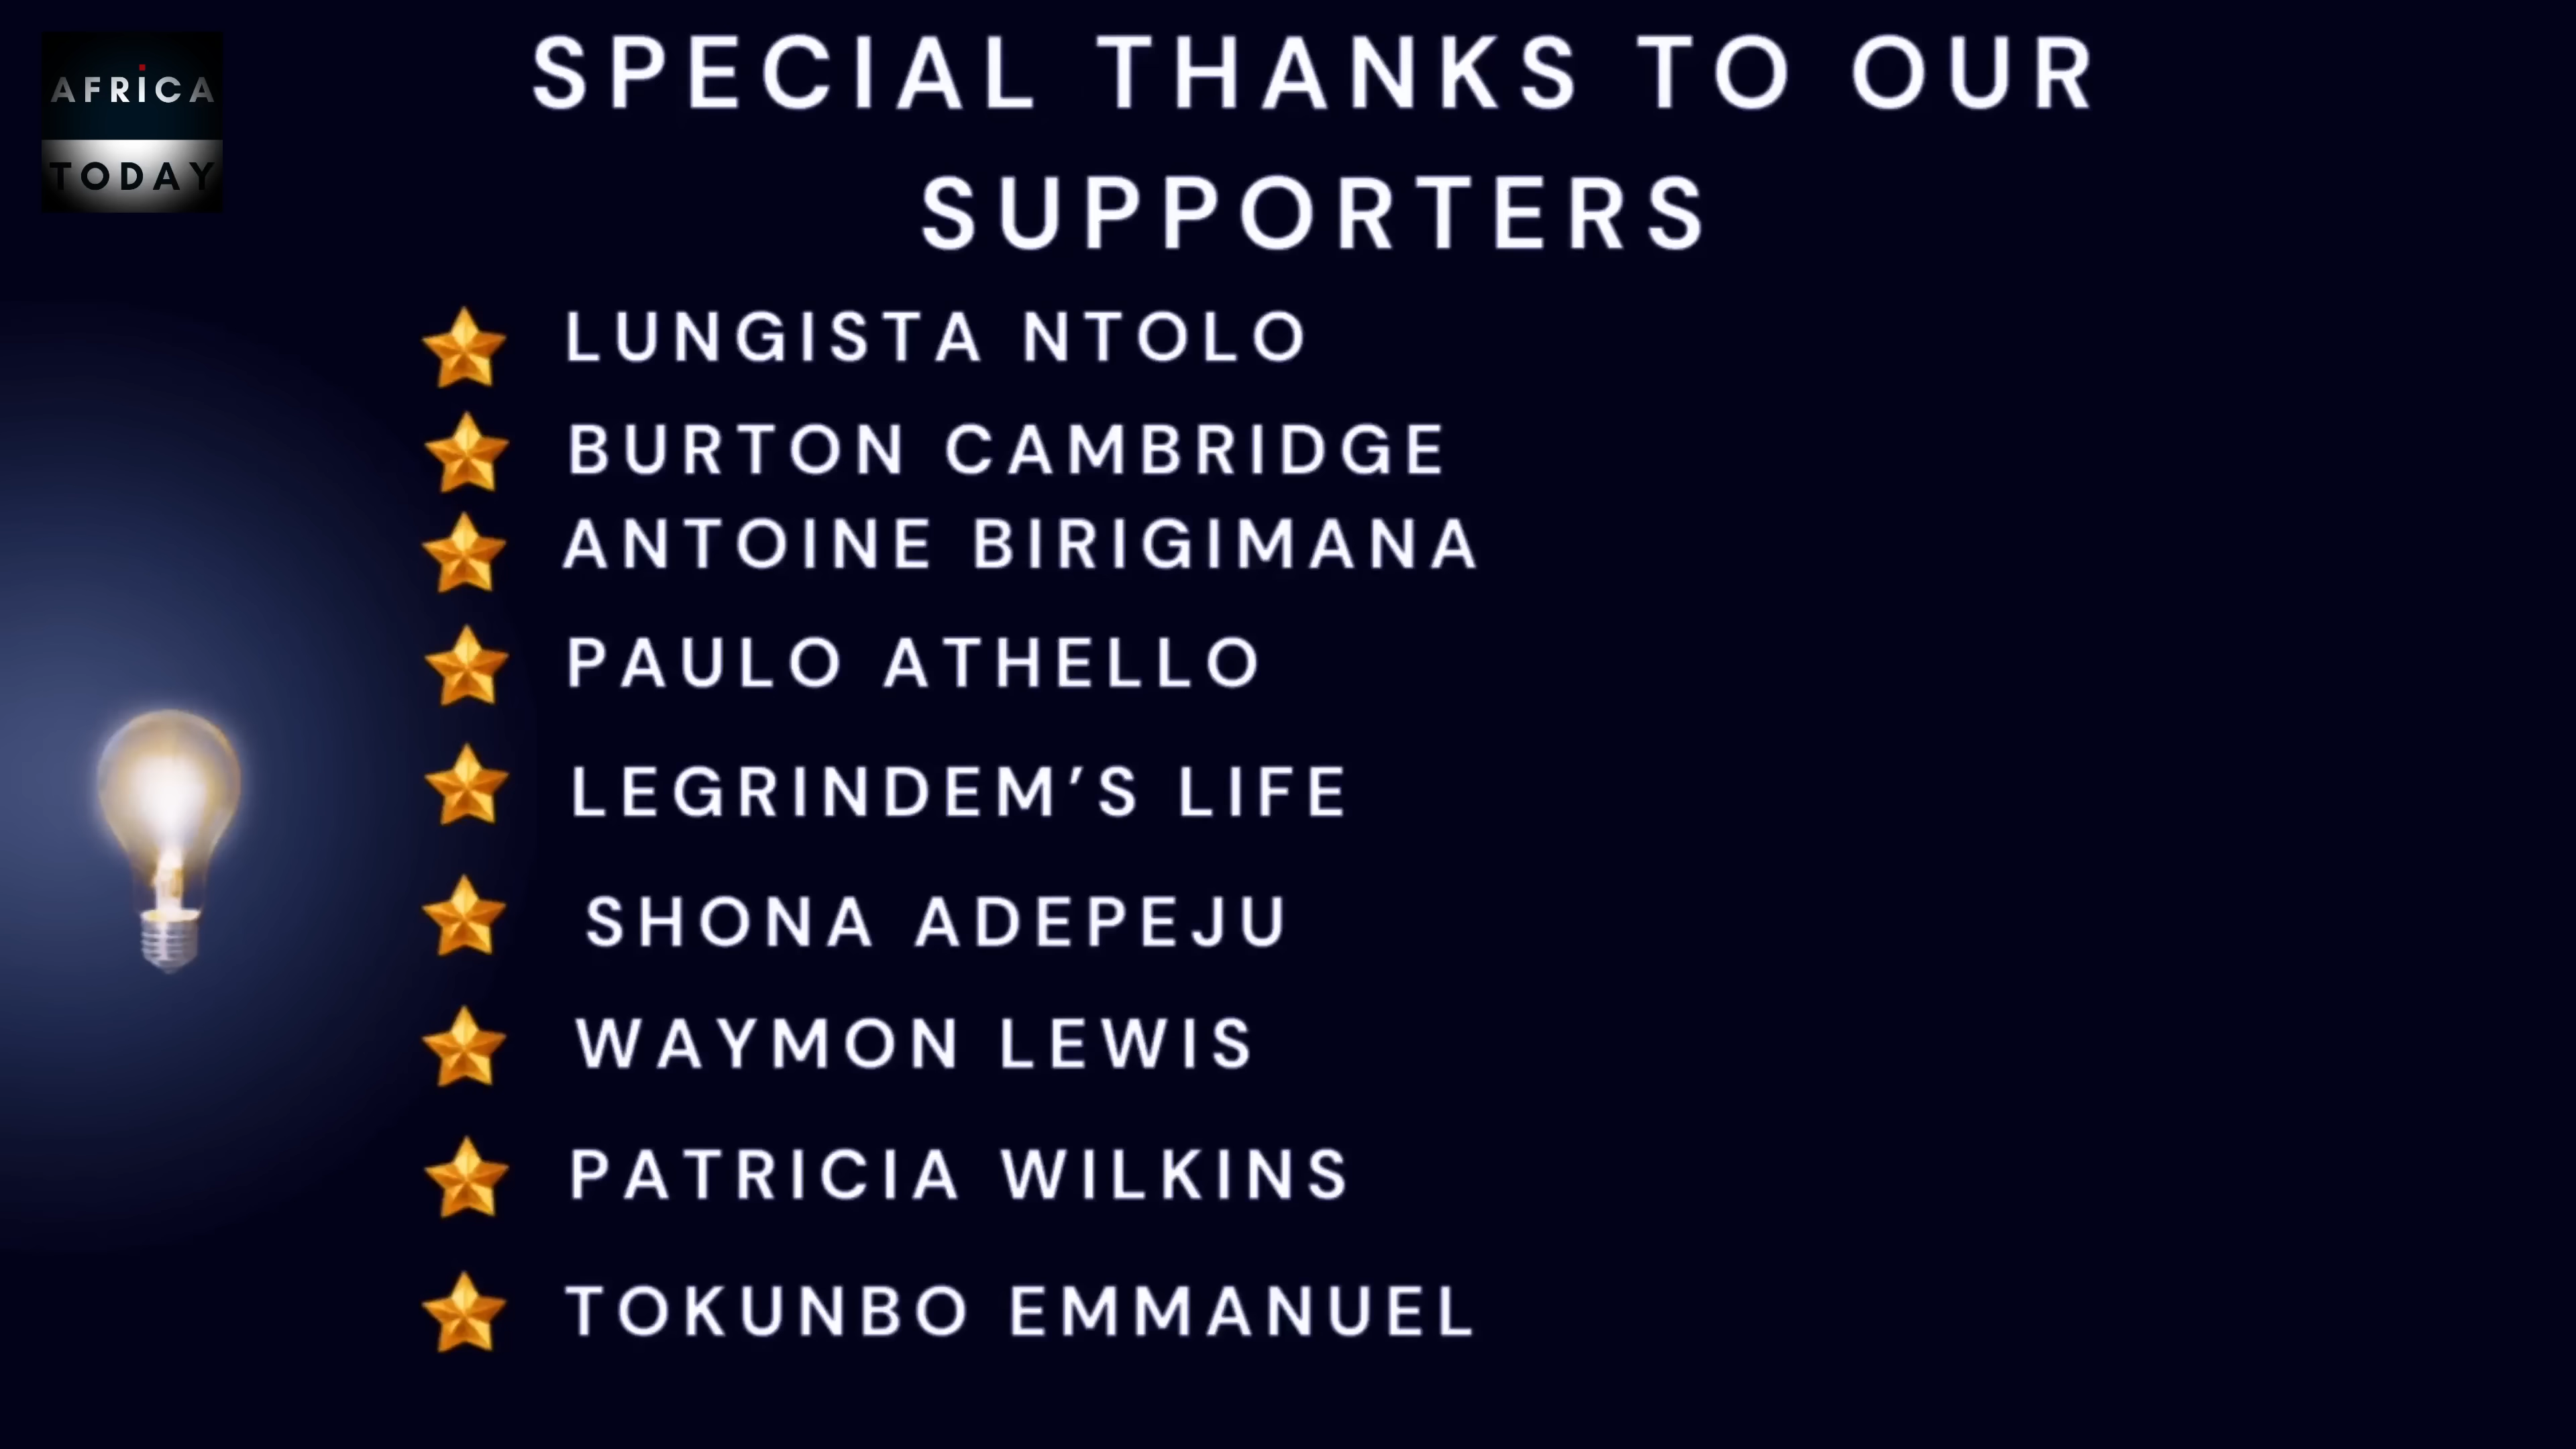 AFRICA
TODAY
SPECIAL THANKS TO OUR
SUPPORTERS
LUNGISTA NTOLO
BURTON CAMBRIDGE
ANTOINE BIRIGIMANA
PAULO ATHELLO
LEGRINDEM’S LIFE
SHONA ADEPEJU
WAYMON LEWIS
PATRICIA WILKINS
TOKUNBO EMMANUEL